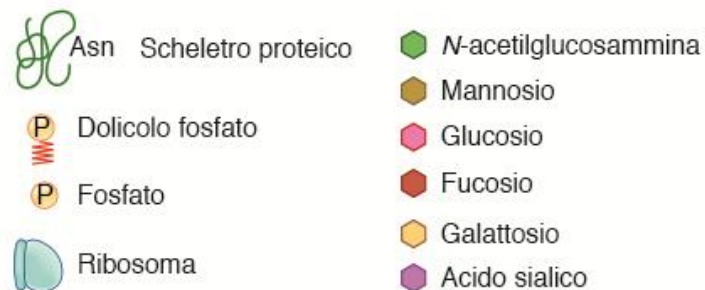 Asn Scheletro proteico
P Dolicolo fosfato
P Fosfato
Ribosoma
N-acetilglucosammina
Mannosio
Glucosio
Fucosio
Galattosio
Acido sialico